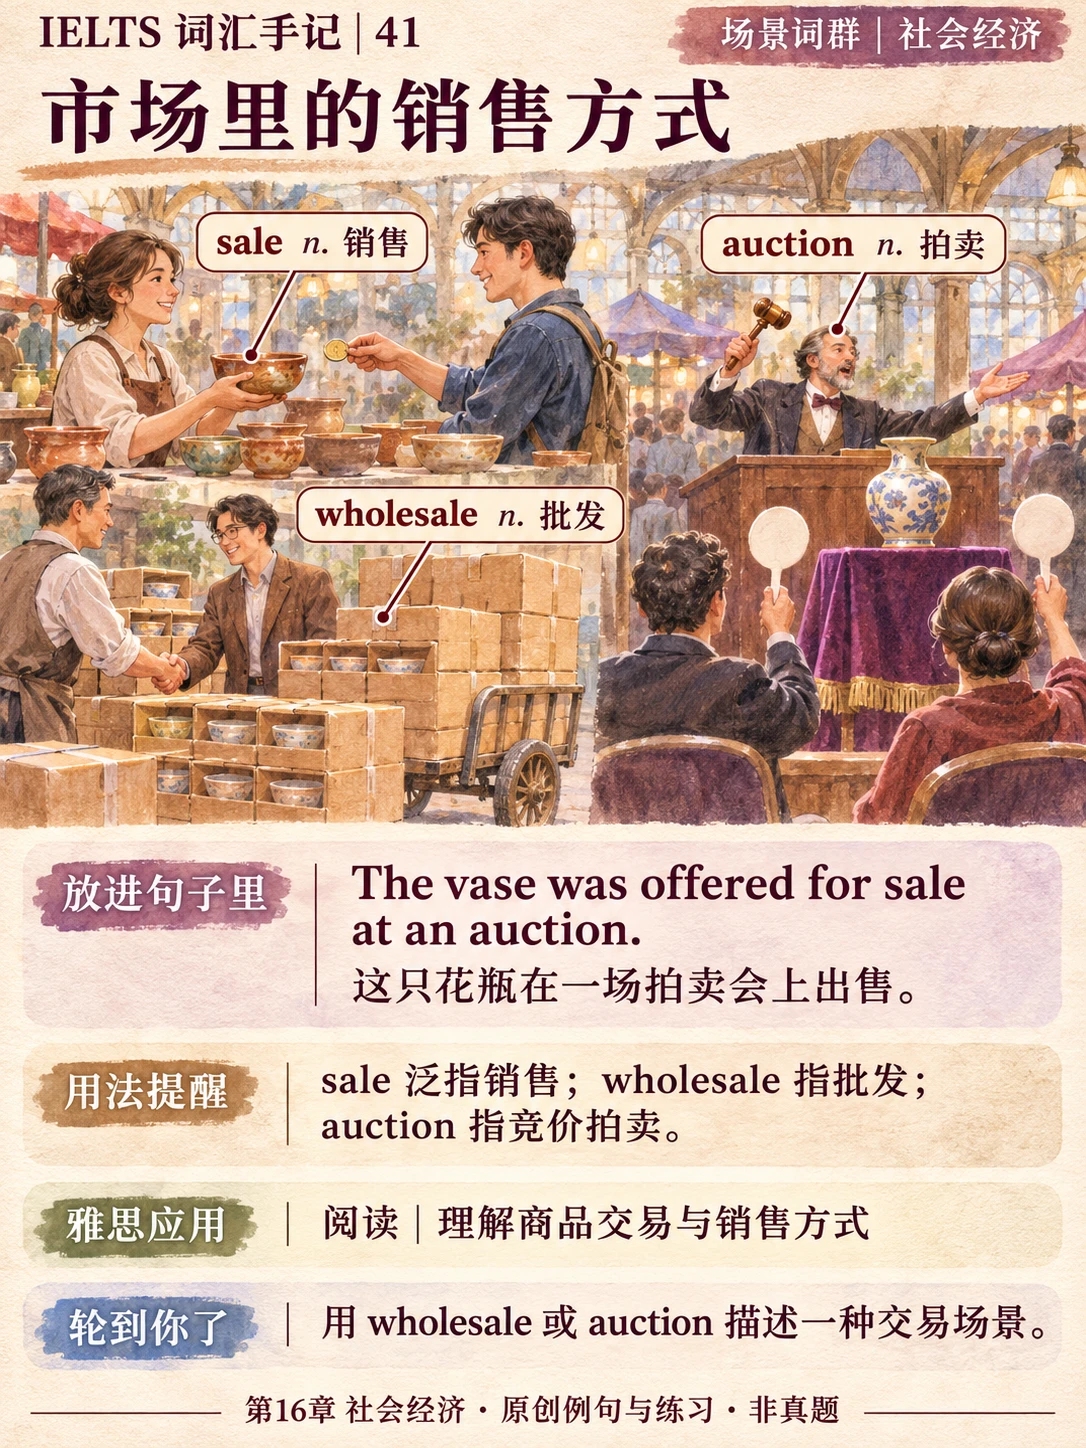 IELTS 词汇手记 | 41
场景词群 | 社会经济
市场里的销售方式
sale n. 销售
auction n. 拍卖
wholesale n. 批发
放进句子里
The vase was offered for sale
at an auction.
这只花瓶在一场拍卖会上出售。
用法提醒
sale 泛指销售；wholesale 指批发；
auction 指竞价拍卖。
雅思应用
阅读 | 理解商品交易与销售方式
轮到你了
用 wholesale 或 auction 描述一种交易场景。
第16章 社会经济 · 原创例句与练习 · 非真题